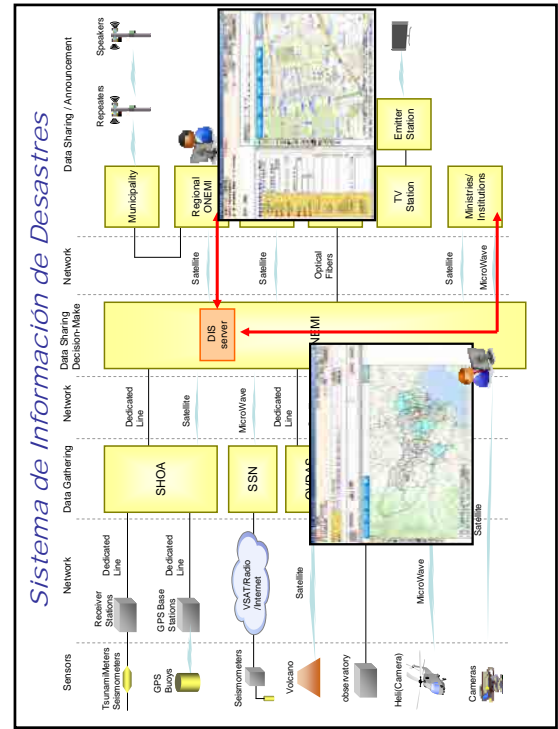 Sistema de Información de Desastres
Sensors
Network
Data Gathering
Network
Data Sharing
Decision-Make
Network
Data Sharing / Announcement
TsunamiMeters
Seismometers
Receiver
Stations
Dedicated
Line
SHOA
Dedicated
Line
GPS
Buoys
GPS Base
Stations
Dedicated
Line
Satellite
Seismometers
VSAT/Radio
/Internet
SSN
MicroWave
Volcano
Satellite
Dedicated
Line
observatory
Heli(Camera)
MicroWave
Cameras
Satellite
DIS
server
NEMI
Satellite
Satellite
Optical
Fibers
Satellite
MicroWave
Municipality
Repeaters
Speakers
Regional
ONEMI
TV
Station
Emitter
Station
Ministries/
Institutions